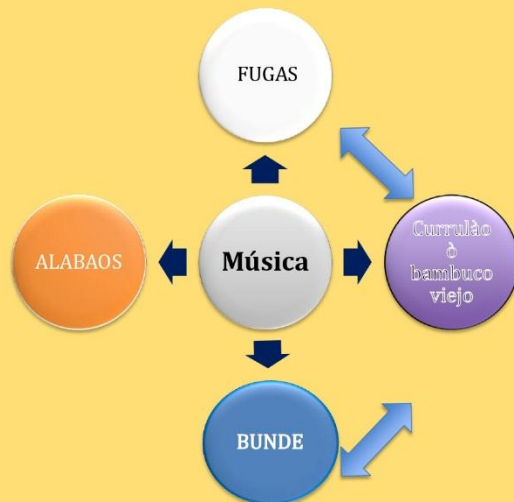 FUGAS
ALABAOS
Música
Currulào
ò
bambuco
viejo
BUNDE